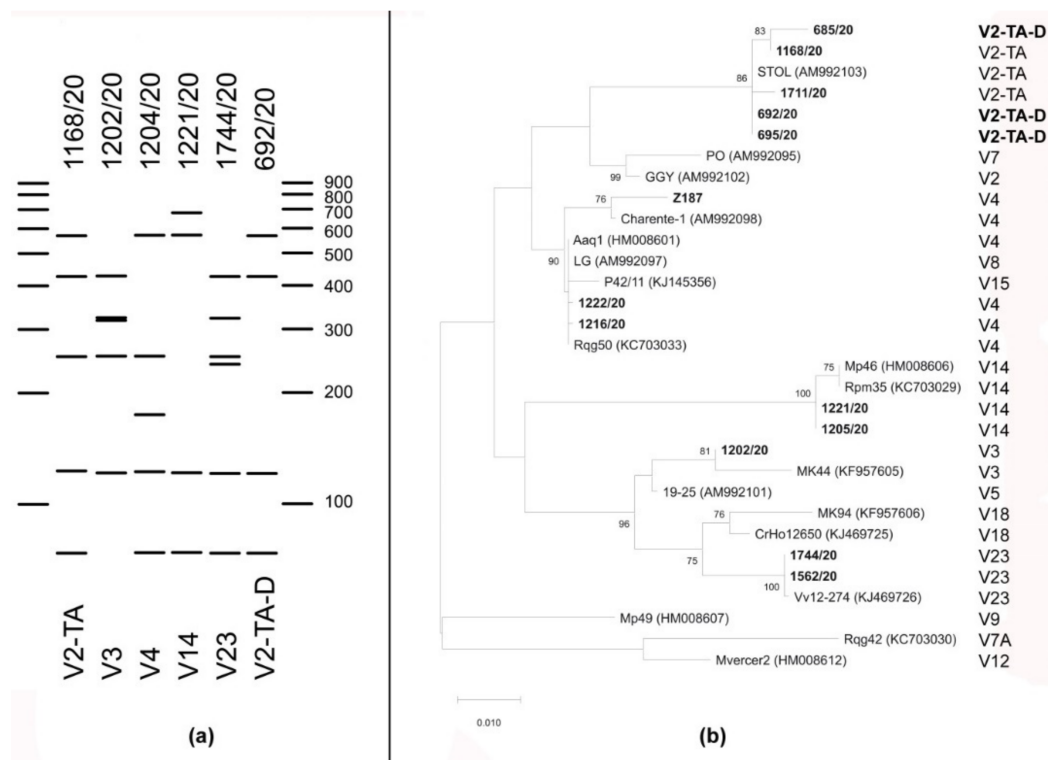 1168/20
1202/20
1204/20
1221/20
1744/20
692/20
900
800
700
600
500
400
300
200
100
V2-TA
V3
V4
V14
V23
V2-TA-D
(a)
83 685/20 V2-TA-D
1168/20 V2-TA
86 STOL (AM992103) V2-TA
1711/20 V2-TA
692/20 V2-TA-D
695/20 V2-TA-D
PO (AM992095) V7
99 GGY (AM992102) V2
76 Z187 V4
Charente-1 (AM992098) V4
Aaq1 (HM008601) V4
90 LG (AM992097) V8
P42/11 (KJ145356) V15
1222/20 V4
1216/20 V4
Rqg50 (KC703033) V4
75 Mp46 (HM008606) V14
Rpm35 (KC703029) V14
100 1221/20 V14
1205/20 V14
81 1202/20 V3
MK44 (KF957605) V3
19-25 (AM992101) V5
96 76 MK94 (KF957606) V18
CrHo12650 (KJ469725) V18
75 1744/20 V23
1562/20 V23
100 Vv12-274 (KJ469726) V23
Mp49 (HM008607) V9
Rqg42 (KC703030) V7A
Mvercer2 (HM008612) V12
0.010
(b)